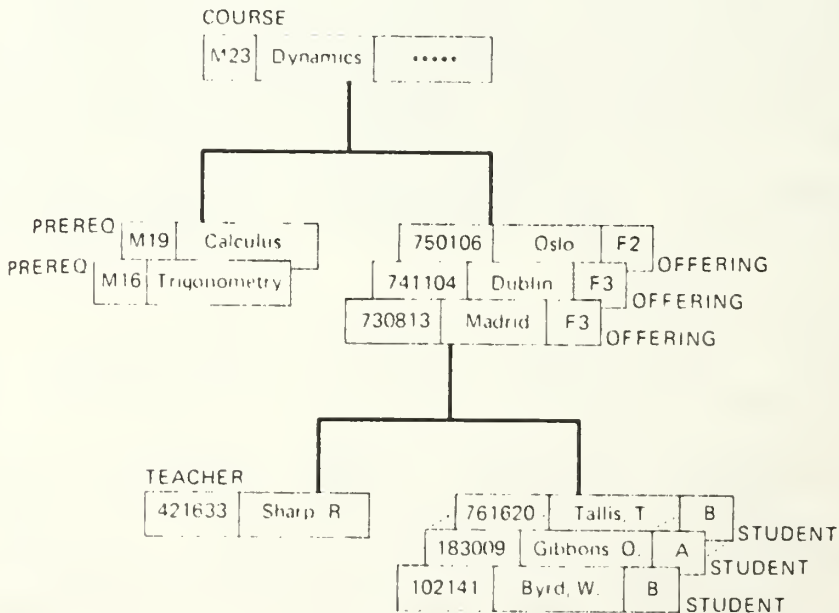 COURSE
M23 Dynamics .....
PREREQ M19 Calculus
PREREQ M16 Trigonometry
750106 Oslo F2 OFFERING
741104 Dublin F3 OFFERING
730813 Madrid F3 OFFERING
TEACHER
421633 Sharp R
761620 Tallis, T B STUDENT
183009 Gibbons O. A STUDENT
102141 Byrd, W. B STUDENT